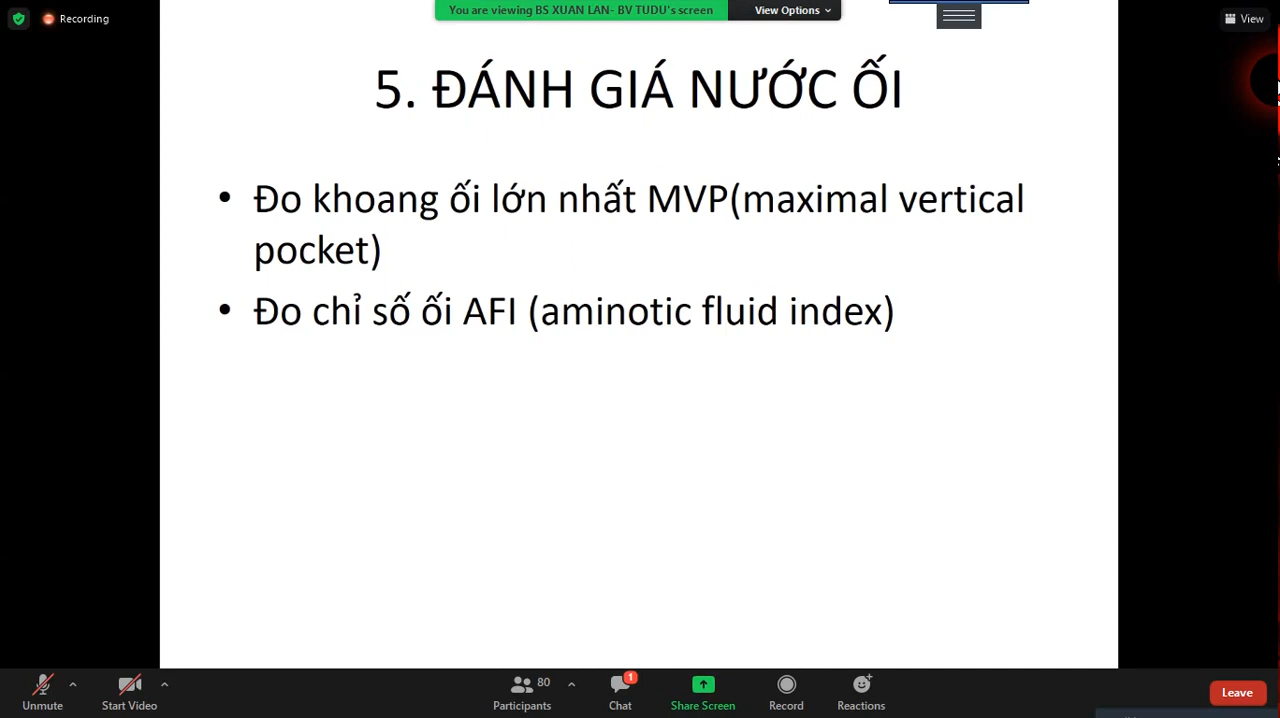 Recording
You are viewing BS XUAN LAN- BV TUDU's screen
View Options
View
5. ĐÁNH GIÁ NƯỚC ỐI
• Đo khoang ối lớn nhất MVP(maximal vertical
pocket)
• Đo chỉ số ối AFI (aminotic fluid index)
Unmute
Start Video
80
Participants
1
Chat
Share Screen
Record
Reactions
Leave